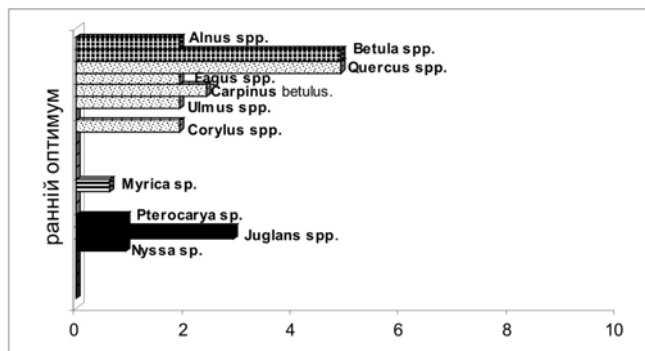 Alnus spp.
Betula spp.
Quercus spp.
Fagus spp.
Carpinus betulus.
Ulmus spp.
Corylus spp.
Myrica sp.
Pterocarya sp.
Juglans spp.
Nyssa sp.
ранній оптимум
0 2 4 6 8 10